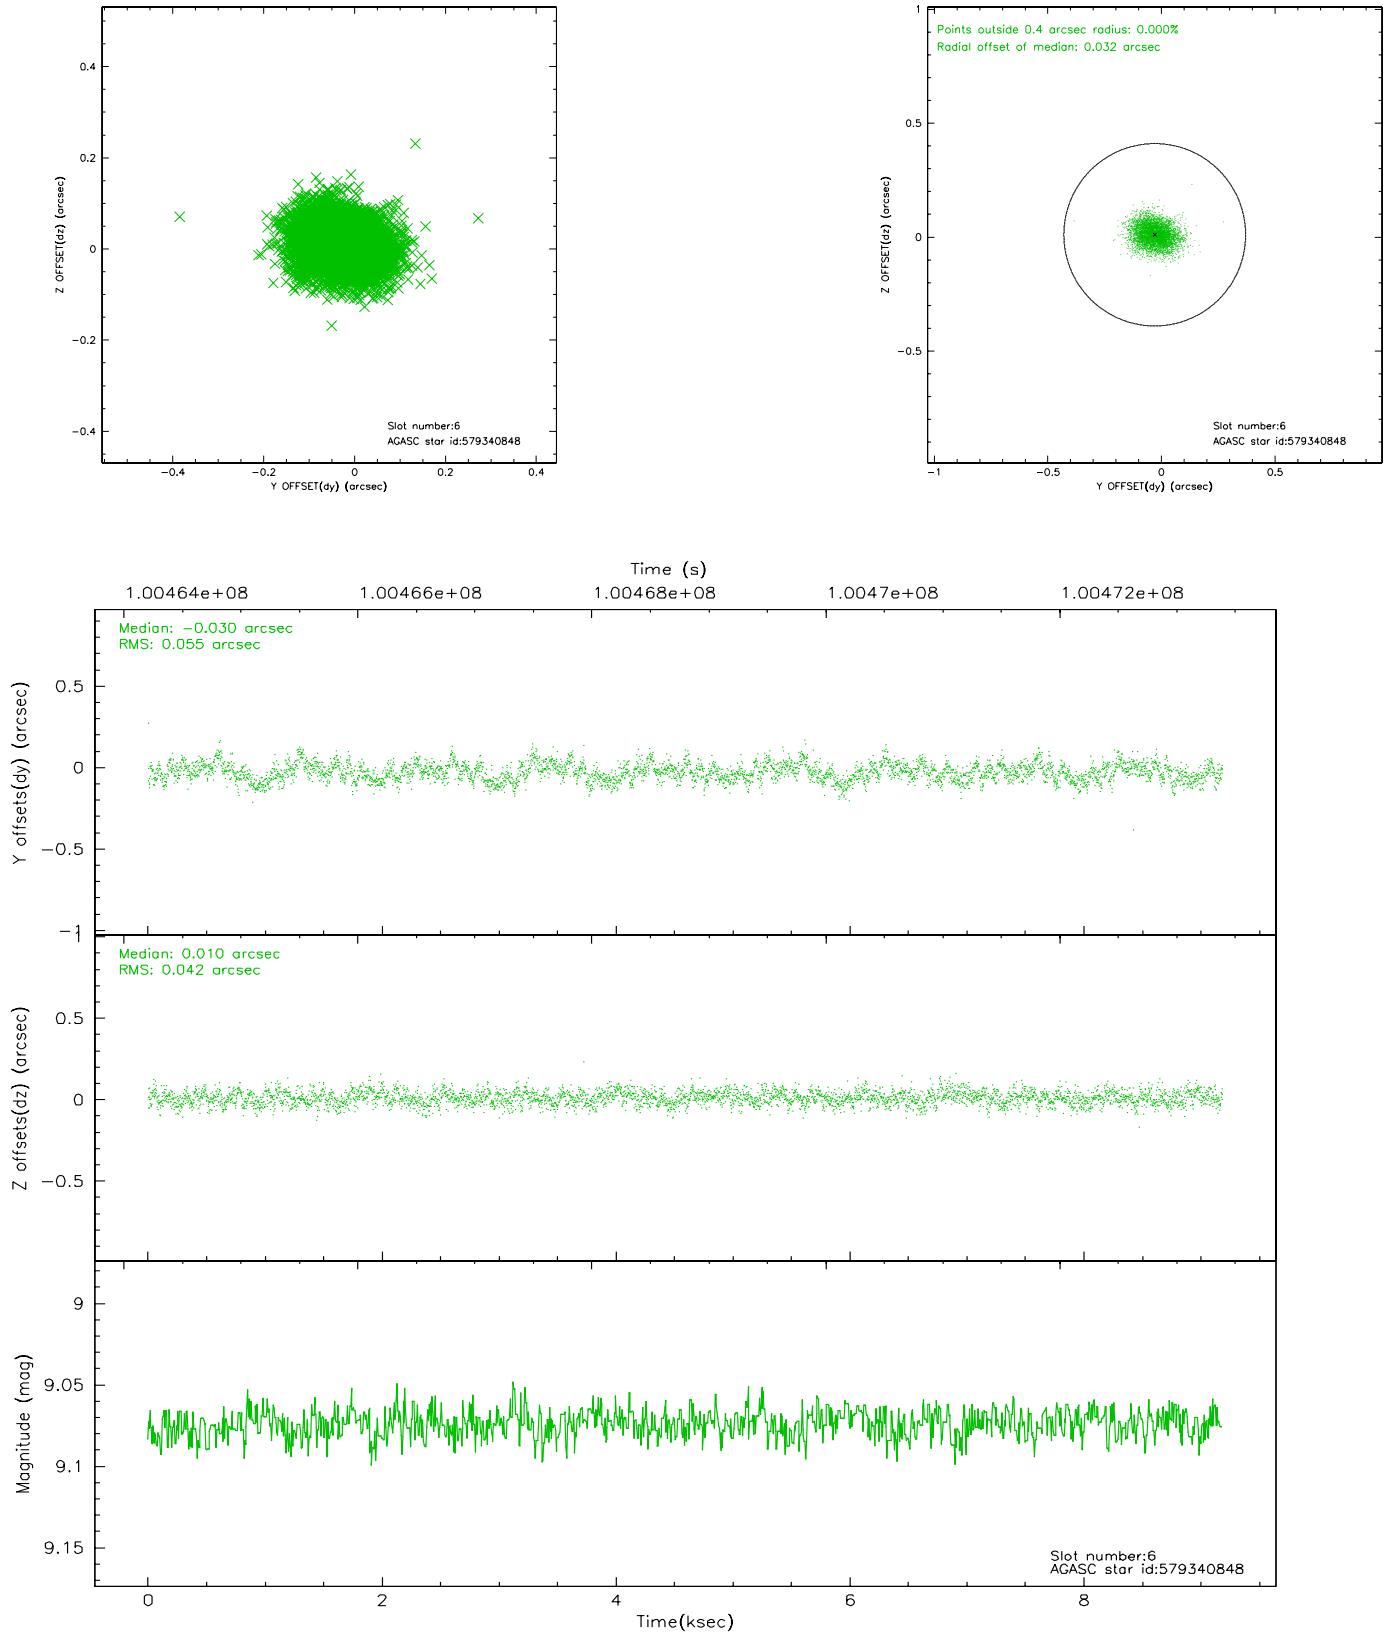 0.4
0.2
0
−0.2
−0.4
Z OFFSET(dz) (arcsec)
Slot number:6
AGASC star id:579340848
−0.4
−0.2
0
0.2
0.4
Y OFFSET(dy) (arcsec)
Points outside 0.4 arcsec radius: 0.000%
Radial offset of median: 0.032 arcsec
1
0.5
0
−0.5
Z OFFSET(dz) (arcsec)
Slot number:6
AGASC star id:579340848
−1
−0.5
0
0.5
Y OFFSET(dy) (arcsec)
Time (s)
1.00464e+08
1.00466e+08
1.00468e+08
1.0047e+08
1.00472e+08
Median: −0.030 arcsec
RMS: 0.055 arcsec
0.5
0
−0.5
−1
Y offsets(dy) (arcsec)
Median: 0.010 arcsec
RMS: 0.042 arcsec
1
0.5
0
−0.5
Z offsets(dz) (arcsec)
9
9.05
9.1
9.15
Magnitude (mag)
Slot number:6
AGASC star id:579340848
0
2
4
6
8
Time(ksec)